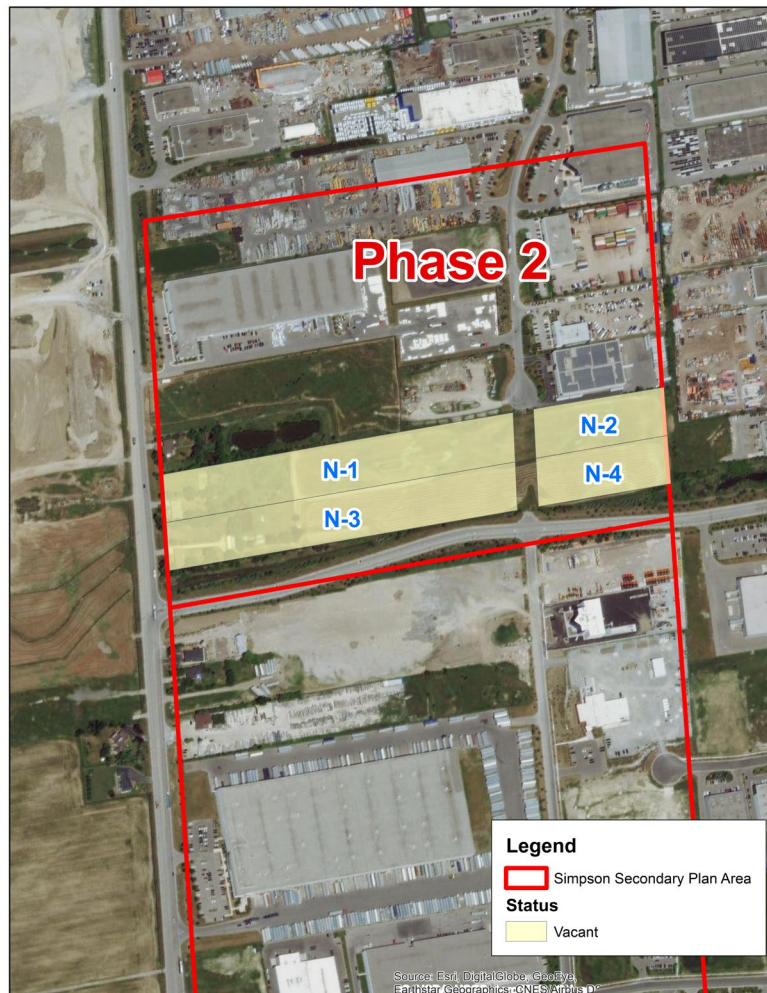 Phase 2
N-1
N-2
N-3
N-4
Legend
Simpson Secondary Plan Area
Status
Vacant
Source: Esri, DigitalGlobe, GeoEye,
Earthstar Geographics, CNES/Airbus D